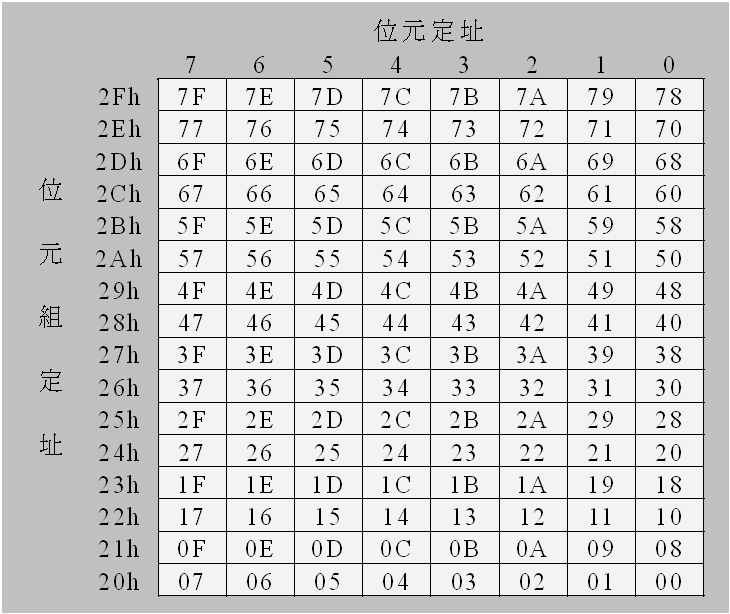 位元定址
7 6 5 4 3 2 1 0
2Fh 7F 7E 7D 7C 7B 7A 79 78
2Eh 77 76 75 74 73 72 71 70
2Dh 6F 6E 6D 6C 6B 6A 69 68
2Ch 67 66 65 64 63 62 61 60
2Bh 5F 5E 5D 5C 5B 5A 59 58
2Ah 57 56 55 54 53 52 51 50
29h 4F 4E 4D 4C 4B 4A 49 48
28h 47 46 45 44 43 42 41 40
27h 3F 3E 3D 3C 3B 3A 39 38
26h 37 36 35 34 33 32 31 30
25h 2F 2E 2D 2C 2B 2A 29 28
24h 27 26 25 24 23 22 21 20
23h 1F 1E 1D 1C 1B 1A 19 18
22h 17 16 15 14 13 12 11 10
21h 0F 0E 0D 0C 0B 0A 09 08
20h 07 06 05 04 03 02 01 00
位元組定址